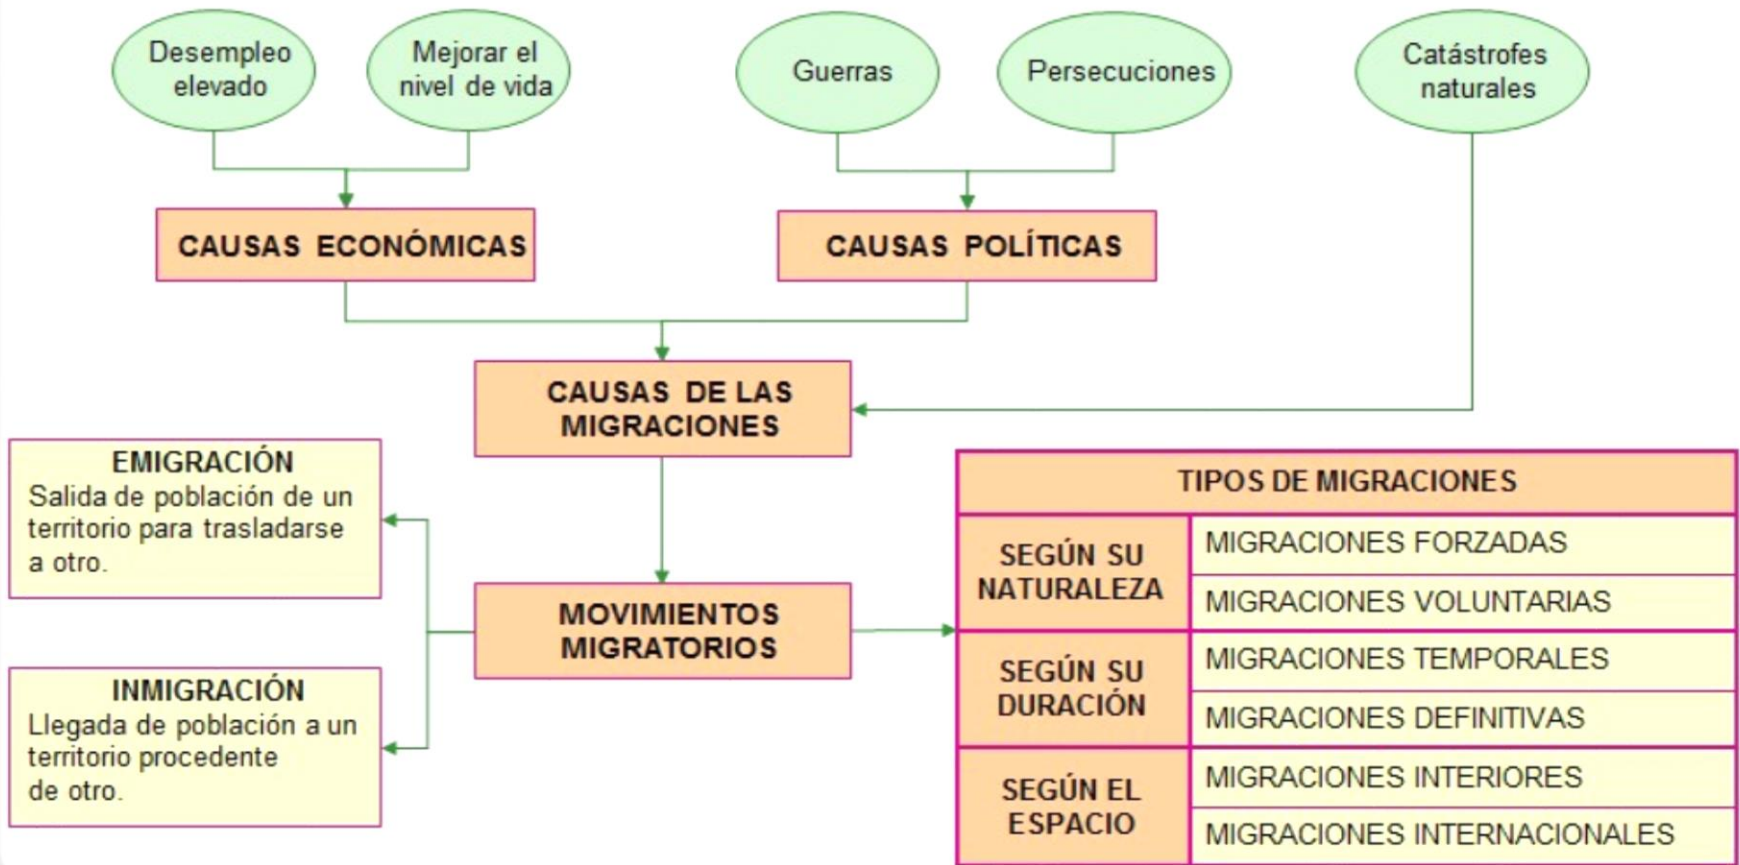 Desempleo
elevado
Mejorar el
nivel de vida
Guerras
Persecuciones
Catástrofes
naturales
CAUSAS ECONÓMICAS
CAUSAS POLÍTICAS
CAUSAS DE LAS
MIGRACIONES
EMIGRACIÓN
Salida de población de un
territorio para trasladarse
a otro.
MOVIMIENTOS
MIGRATORIOS
INMIGRACIÓN
Llegada de población a un
territorio procedente
de otro.
TIPOS DE MIGRACIONES
SEGÚN SU
NATURALEZA
MIGRACIONES FORZADAS
MIGRACIONES VOLUNTARIAS
SEGÚN SU
DURACIÓN
MIGRACIONES TEMPORALES
MIGRACIONES DEFINITIVAS
SEGÚN EL
ESPACIO
MIGRACIONES INTERIORES
MIGRACIONES INTERNACIONALES